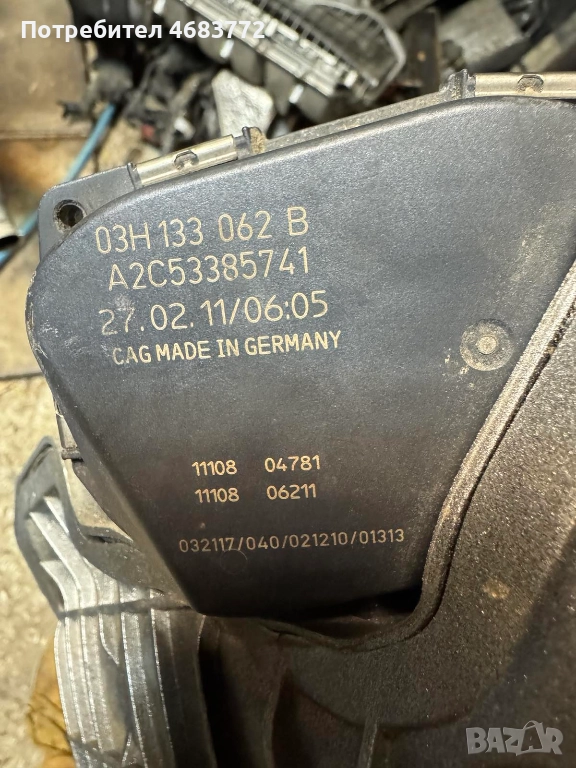 Потребител 4683772
03H 133 062 B
A2C53385741
27.02.11/06:05
CAG MADE IN GERMANY
11108 04781
11108 06211
032117/040/021210/01313
BAZAR